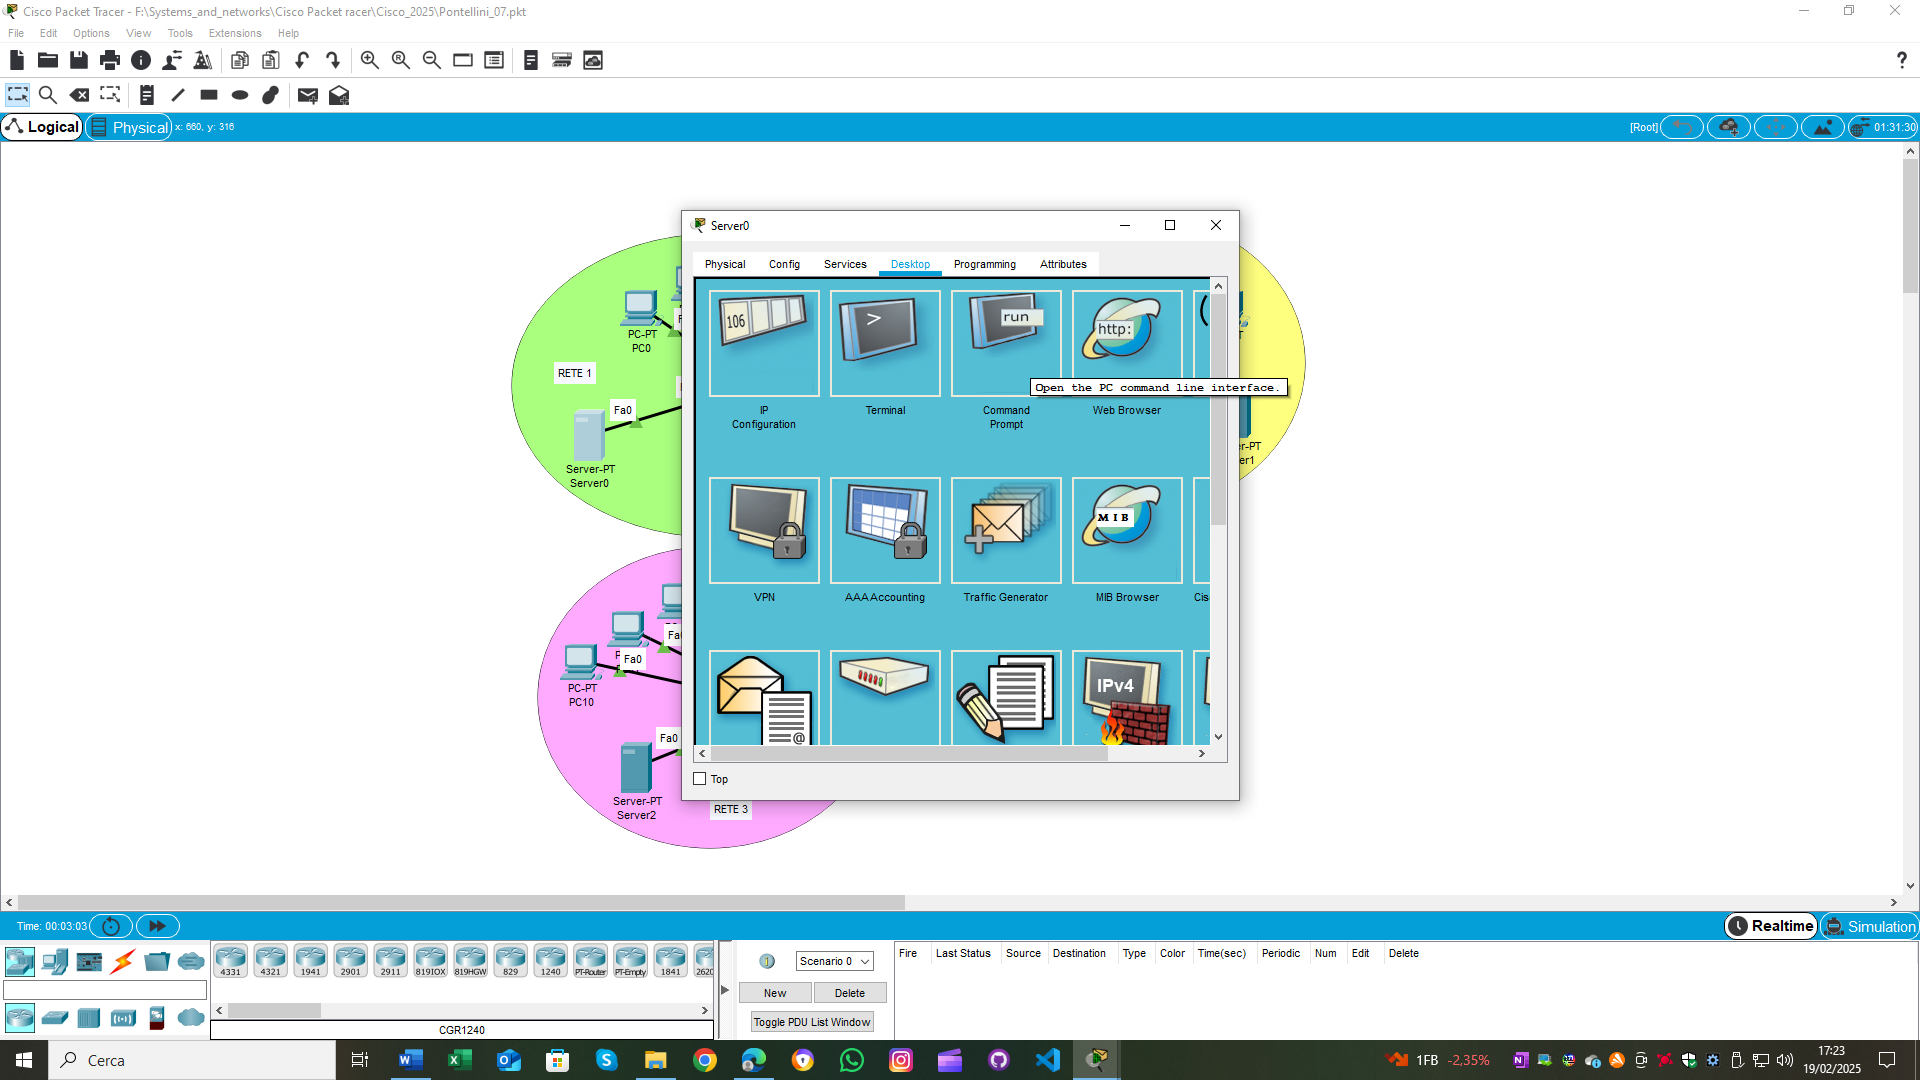 Cisco Packet Tracer - F:\Systems_and_networks\Cisco Packet racer\Cisco_2025\Pontellini_07.pkt
File Edit Options View Tools Extensions Help
Logical Physical x: 660, y: 316 [Root] 01:31:30
Server0
Physical Config Services Desktop Programming Attributes
106 > run http:
Open the PC command line interface.
IP Configuration
Terminal
Command Prompt
Web Browser
MIB
VPN
AAA Accounting
Traffic Generator
MIB Browser
Cis
@
IPv4
Top
PC-PT
PC0
RETE 1
Fa0
Server-PT
Server0
r-PT
er1
Fa
Fa0
PC-PT
PC10
Fa0
Server-PT
Server2
RETE 3
Time: 00:03:03 Realtime Simulation
4331 4321 1941 2901 2911 819IOX 819HGW 829 1240 PT-Router PT-Empty 1841 2620
CGR1240
Scenario 0
New Delete
Toggle PDU List Window
Fire Last Status Source Destination Type Color Time(sec) Periodic Num Edit Delete
Cerca
1FB -2,35%
17:23
19/02/2025